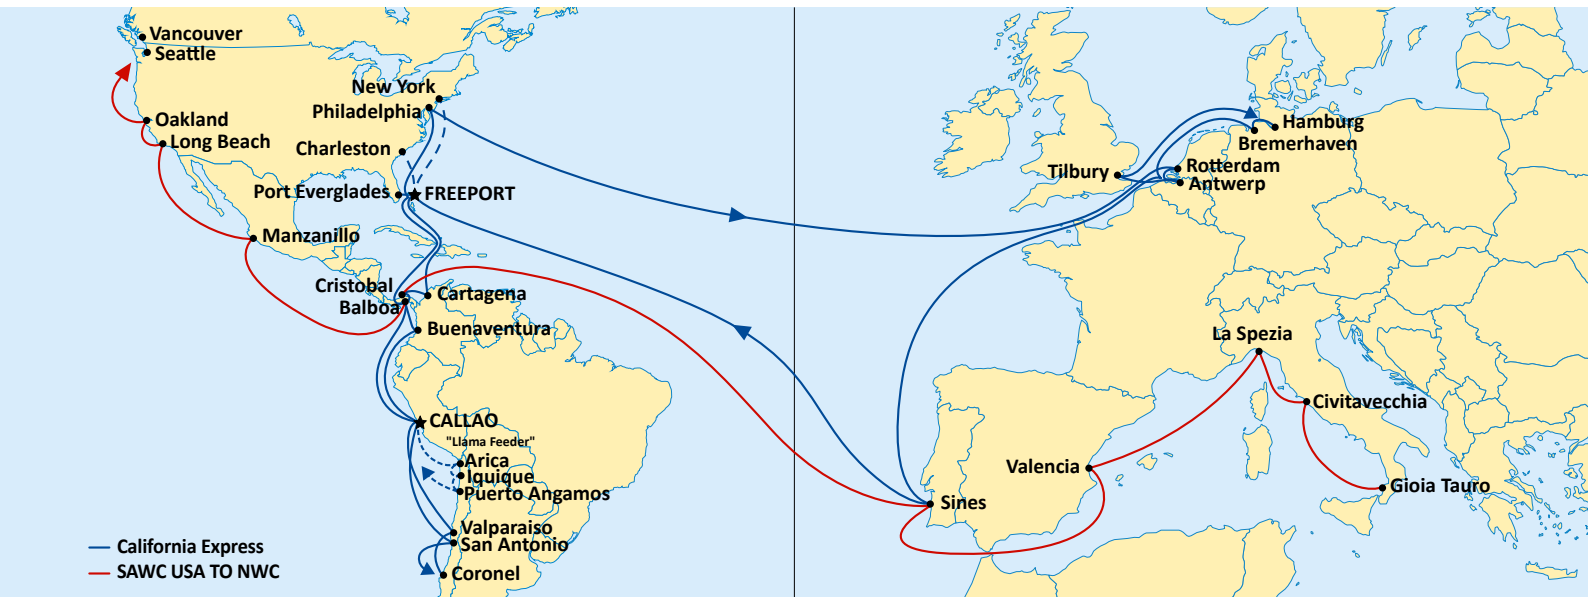 Vancouver
Seattle
New York
Philadelphia
Oakland
Long Beach
Charleston
Port Everglades
FREEPORT
Manzanillo
Cristobal
Balboa
Cartagena
Buenaventura
CALLAO
"Llama Feeder"
Arica
Iquique
Puerto Angamos
Valparaiso
San Antonio
Coronel
California Express
SAWC USA TO NWC
Hamburg
Bremerhaven
Tilbury
Rotterdam
Antwerp
La Spezia
Civitavecchia
Valencia
Gioia Tauro
Sines